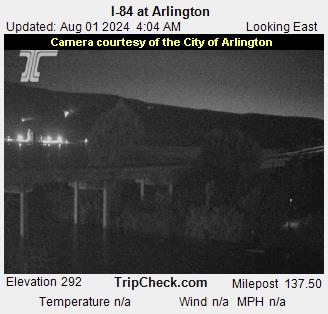 I-84 at Arlington
Updated: Aug 01 2024 4:04 AM Looking East
Camera courtesy of the City of Arlington
Elevation 292 TripCheck.com Milepost 137.50
Temperature n/a Wind n/a MPH n/a